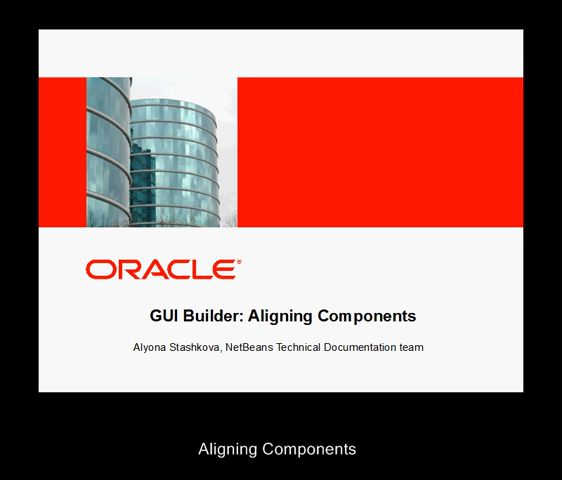 ORACLE®
GUI Builder: Aligning Components
Alyona Stashkova, NetBeans Technical Documentation team
Aligning Components